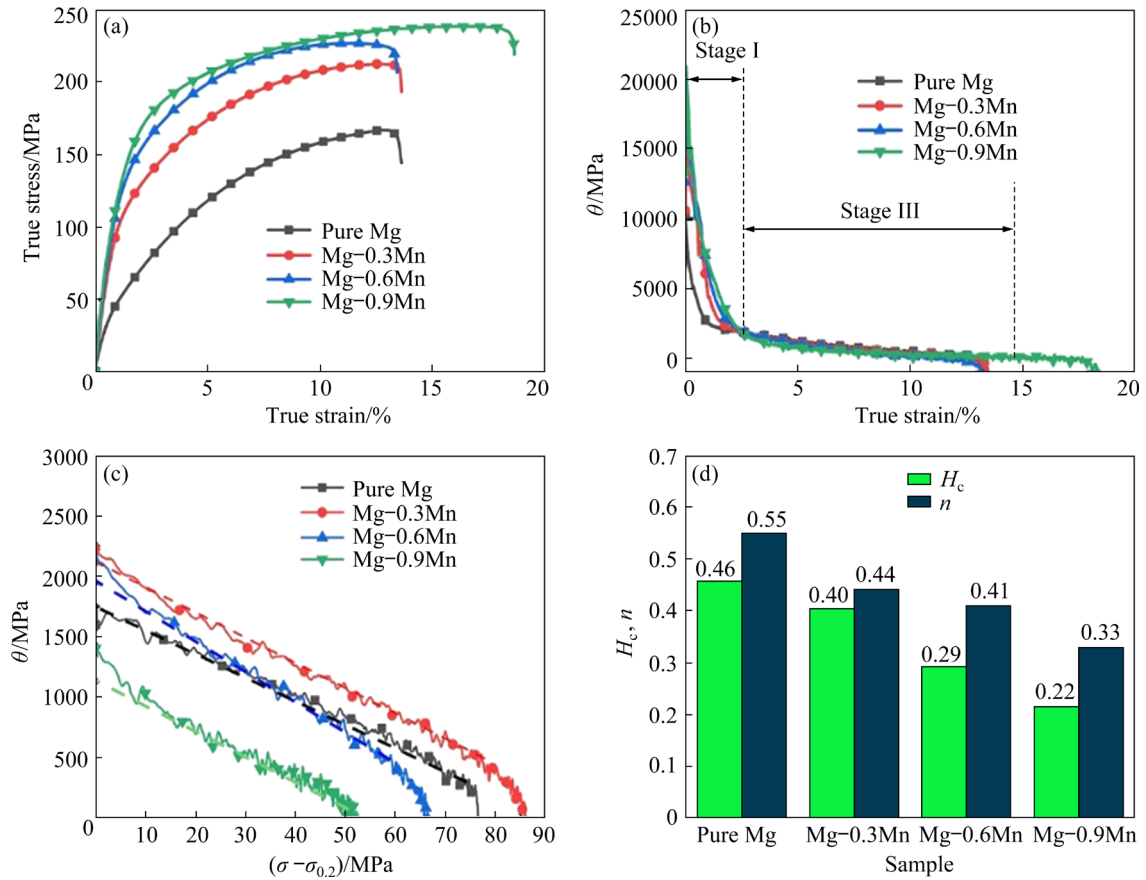 (a)
250
200
150
100
50
0
0
5
10
15
20
True stress/MPa
True strain/%
Pure Mg
Mg−0.3Mn
Mg−0.6Mn
Mg−0.9Mn
(b)
25000
20000
15000
10000
5000
0
0
5
10
15
20
θ/MPa
True strain/%
Stage I
Stage III
Pure Mg
Mg−0.3Mn
Mg−0.6Mn
Mg−0.9Mn
(c)
3000
2500
2000
1500
1000
500
0
0
10
20
30
40
50
60
70
80
90
θ/MPa
(σ−σ0.2)/MPa
Pure Mg
Mg−0.3Mn
Mg−0.6Mn
Mg−0.9Mn
(d)
0.7
0.6
0.5
0.4
0.3
0.2
0.1
0
Hc, n
Hc
n
0.46
0.55
0.40
0.44
0.29
0.41
0.22
0.33
Pure Mg
Mg−0.3Mn
Mg−0.6Mn
Mg−0.9Mn
Sample